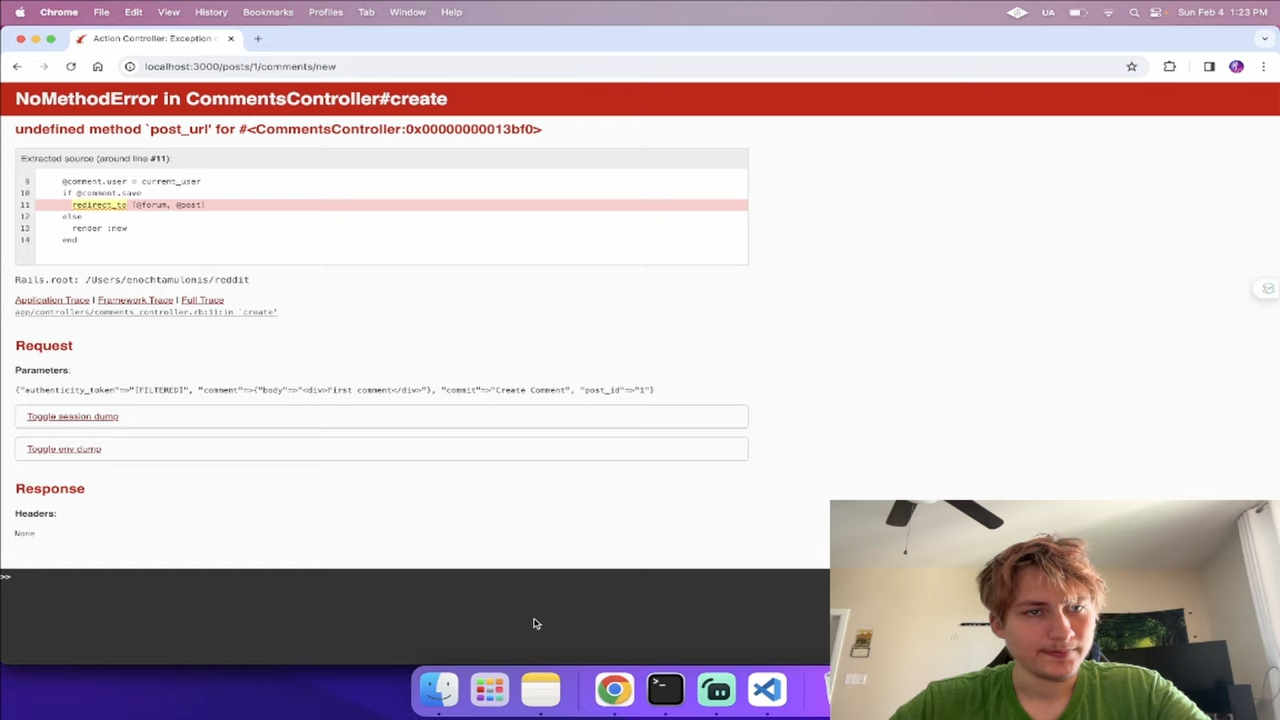 Chrome File Edit View History Bookmarks Profiles Tab Window Help UA Sun Feb 4 1:23 PM
Action Controller: Exception
localhost:3000/posts/1/comments/new
NoMethodError in CommentsController#create
undefined method `post_url' for #<CommentsController:0x00000000013bf0>
Extracted source (around line #11):
9 @comment.user = current_user
10 if @comment.save
11 redirect_to [@forum, @post]
12 else
13 render :new
14 end
Rails.root: /Users/enochtamulonis/reddit
Application Trace | Framework Trace | Full Trace
app/controllers/comments_controller.rb:11:in `create'
Request
Parameters:
{"authenticity_token"=>"[FILTERED]", "comment"=>{"body"=>"<div>First comment</div>"}, "commit"=>"Create Comment", "post_id"=>"1"}
Toggle session dump
Toggle env dump
Response
Headers:
None
>>